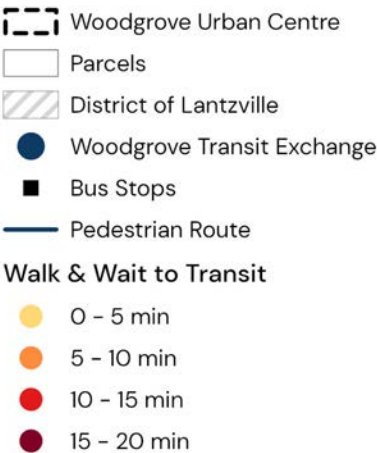 Woodgrove Urban Centre
Parcels
District of Lantzville
Woodgrove Transit Exchange
Bus Stops
Pedestrian Route
Walk & Wait to Transit
0 - 5 min
5 - 10 min
10 - 15 min
15 - 20 min